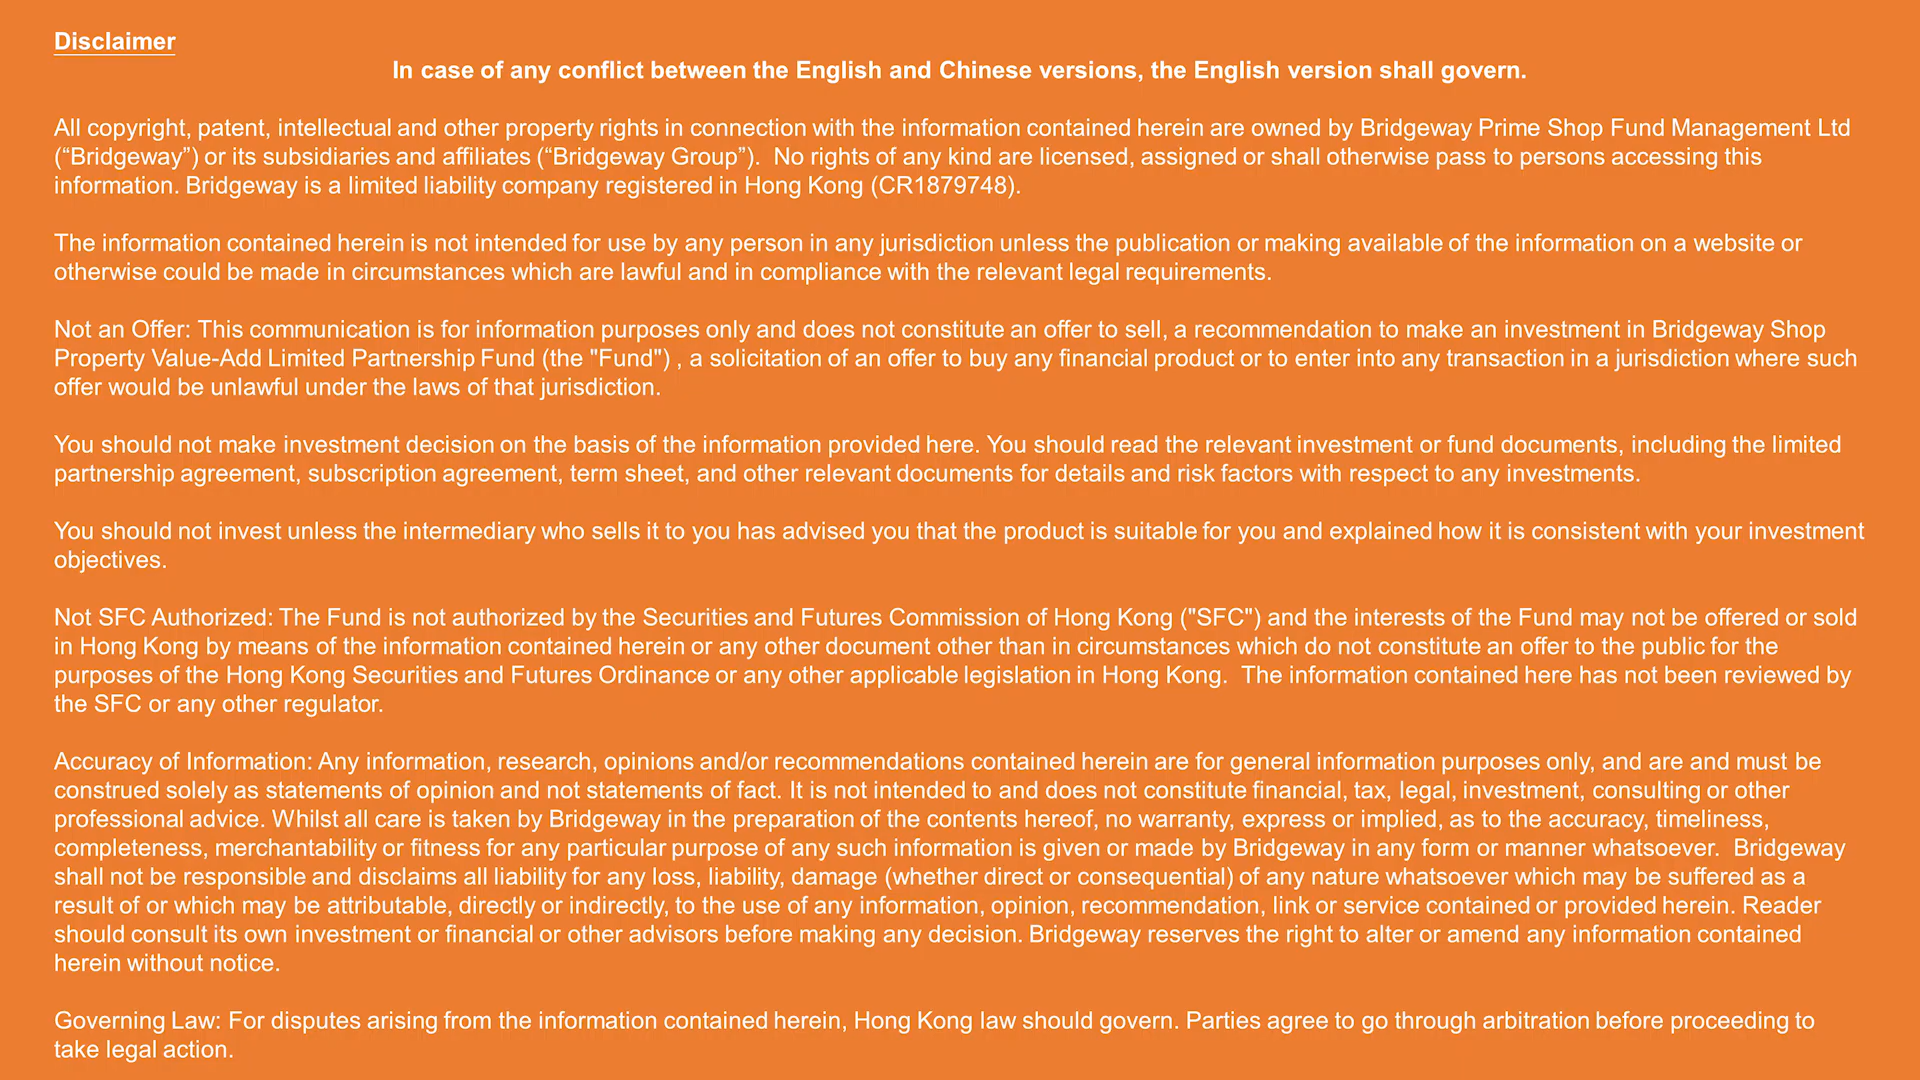 Disclaimer
In case of any conflict between the English and Chinese versions, the English version shall govern.
All copyright, patent, intellectual and other property rights in connection with the information contained herein are owned by Bridgeway Prime Shop Fund Management Ltd
(“Bridgeway”) or its subsidiaries and affiliates (“Bridgeway Group”).  No rights of any kind are licensed, assigned or shall otherwise pass to persons accessing this
information. Bridgeway is a limited liability company registered in Hong Kong (CR1879748).
The information contained herein is not intended for use by any person in any jurisdiction unless the publication or making available of the information on a website or
otherwise could be made in circumstances which are lawful and in compliance with the relevant legal requirements.
Not an Offer: This communication is for information purposes only and does not constitute an offer to sell, a recommendation to make an investment in Bridgeway Shop
Property Value-Add Limited Partnership Fund (the "Fund") , a solicitation of an offer to buy any financial product or to enter into any transaction in a jurisdiction where such
offer would be unlawful under the laws of that jurisdiction.
You should not make investment decision on the basis of the information provided here. You should read the relevant investment or fund documents, including the limited
partnership agreement, subscription agreement, term sheet, and other relevant documents for details and risk factors with respect to any investments.
You should not invest unless the intermediary who sells it to you has advised you that the product is suitable for you and explained how it is consistent with your investment
objectives.
Not SFC Authorized: The Fund is not authorized by the Securities and Futures Commission of Hong Kong ("SFC") and the interests of the Fund may not be offered or sold
in Hong Kong by means of the information contained herein or any other document other than in circumstances which do not constitute an offer to the public for the
purposes of the Hong Kong Securities and Futures Ordinance or any other applicable legislation in Hong Kong.  The information contained here has not been reviewed by
the SFC or any other regulator.
Accuracy of Information: Any information, research, opinions and/or recommendations contained herein are for general information purposes only, and are and must be
construed solely as statements of opinion and not statements of fact. It is not intended to and does not constitute financial, tax, legal, investment, consulting or other
professional advice. Whilst all care is taken by Bridgeway in the preparation of the contents hereof, no warranty, express or implied, as to the accuracy, timeliness,
completeness, merchantability or fitness for any particular purpose of any such information is given or made by Bridgeway in any form or manner whatsoever.  Bridgeway
shall not be responsible and disclaims all liability for any loss, liability, damage (whether direct or consequential) of any nature whatsoever which may be suffered as a
result of or which may be attributable, directly or indirectly, to the use of any information, opinion, recommendation, link or service contained or provided herein. Reader
should consult its own investment or financial or other advisors before making any decision. Bridgeway reserves the right to alter or amend any information contained
herein without notice.
Governing Law: For disputes arising from the information contained herein, Hong Kong law should govern. Parties agree to go through arbitration before proceeding to
take legal action.